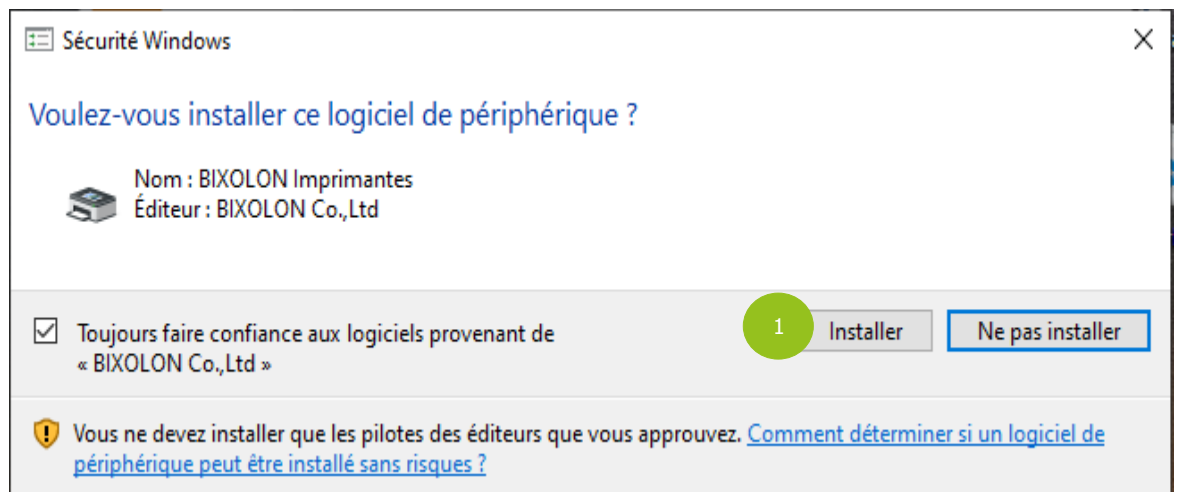 Sécurité Windows
Voulez-vous installer ce logiciel de périphérique ?
Nom : BIXOLON Imprimantes
Éditeur : BIXOLON Co.,Ltd
Toujours faire confiance aux logiciels provenant de
« BIXOLON Co.,Ltd »
1
Installer
Ne pas installer
Vous ne devez installer que les pilotes des éditeurs que vous approuvez. Comment déterminer si un logiciel de
périphérique peut être installé sans risques ?